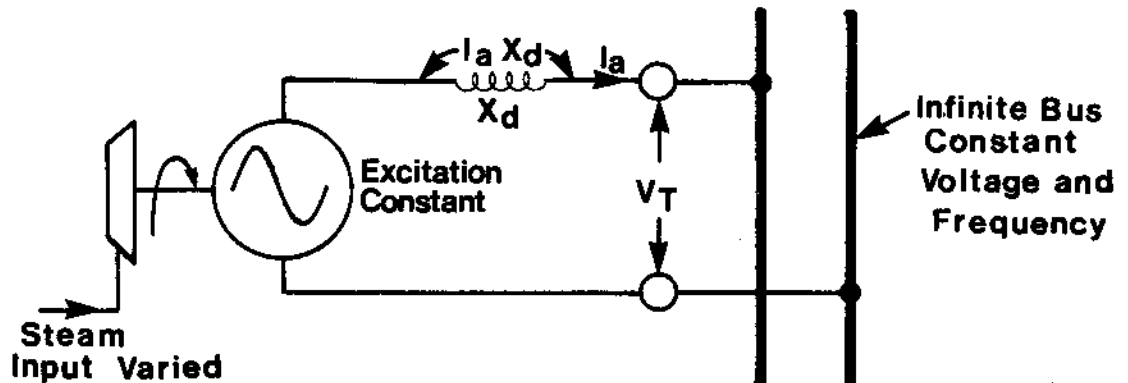 Ia Xd
Ia
Xd
Excitation
Constant
VT
Infinite Bus
Constant
Voltage and
Frequency
Steam
Input Varied